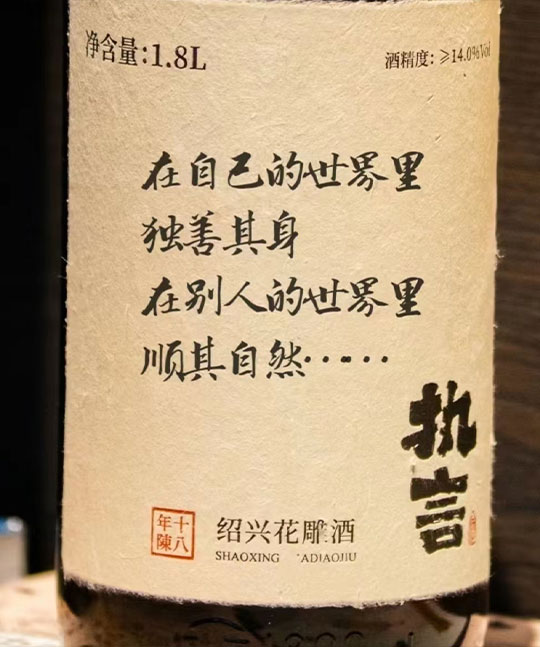 净含量:1.8L
酒精度:≥14.0%Vol
在自己的世界里
独善其身
在别人的世界里
顺其自然……
执言
十八年陳
绍兴花雕酒
SHAOXING